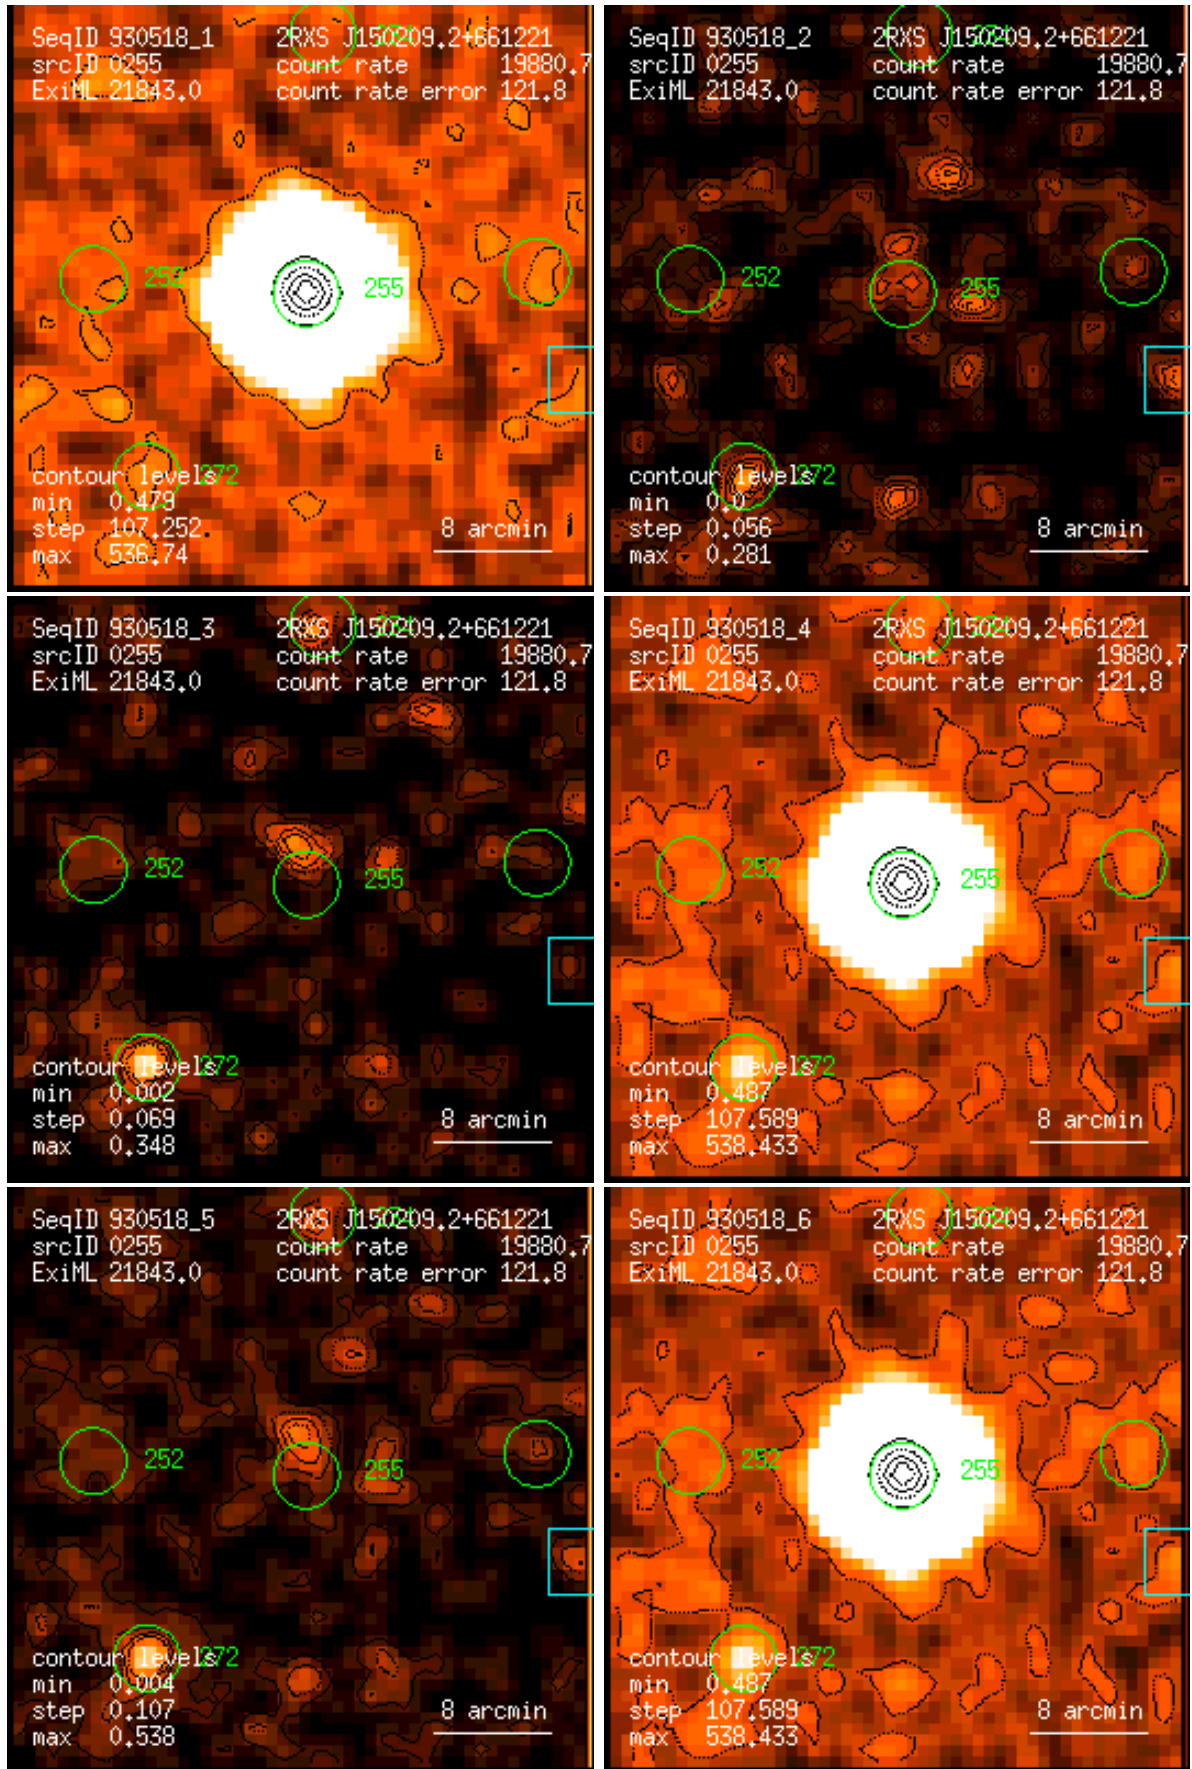 SeqID 930518_1 2RXS J150209.2+661221
srcID 0255 count rate 19880.7
ExiML 21843.0 count rate error 121.8
252
255
contour levels 272
min 0.479
step 107.252
max 536.74
8 arcmin
SeqID 930518_2 2RXS J150209.2+661221
srcID 0255 count rate 19880.7
ExiML 21843.0 count rate error 121.8
252
255
contour levels 272
min 0.0
step 0.056
max 0.281
8 arcmin
SeqID 930518_3 2RXS J150209.2+661221
srcID 0255 count rate 19880.7
ExiML 21843.0 count rate error 121.8
252
255
contour levels 272
min 0.002
step 0.069
max 0.348
8 arcmin
SeqID 930518_4 2RXS J150209.2+661221
srcID 0255 count rate 19880.7
ExiML 21843.0 count rate error 121.8
252
255
contour levels 272
min 0.487
step 107.589
max 538.433
8 arcmin
SeqID 930518_5 2RXS J150209.2+661221
srcID 0255 count rate 19880.7
ExiML 21843.0 count rate error 121.8
252
255
contour levels 272
min 0.004
step 0.107
max 0.538
8 arcmin
SeqID 930518_6 2RXS J150209.2+661221
srcID 0255 count rate 19880.7
ExiML 21843.0 count rate error 121.8
252
255
contour levels 272
min 0.487
step 107.589
max 538.433
8 arcmin